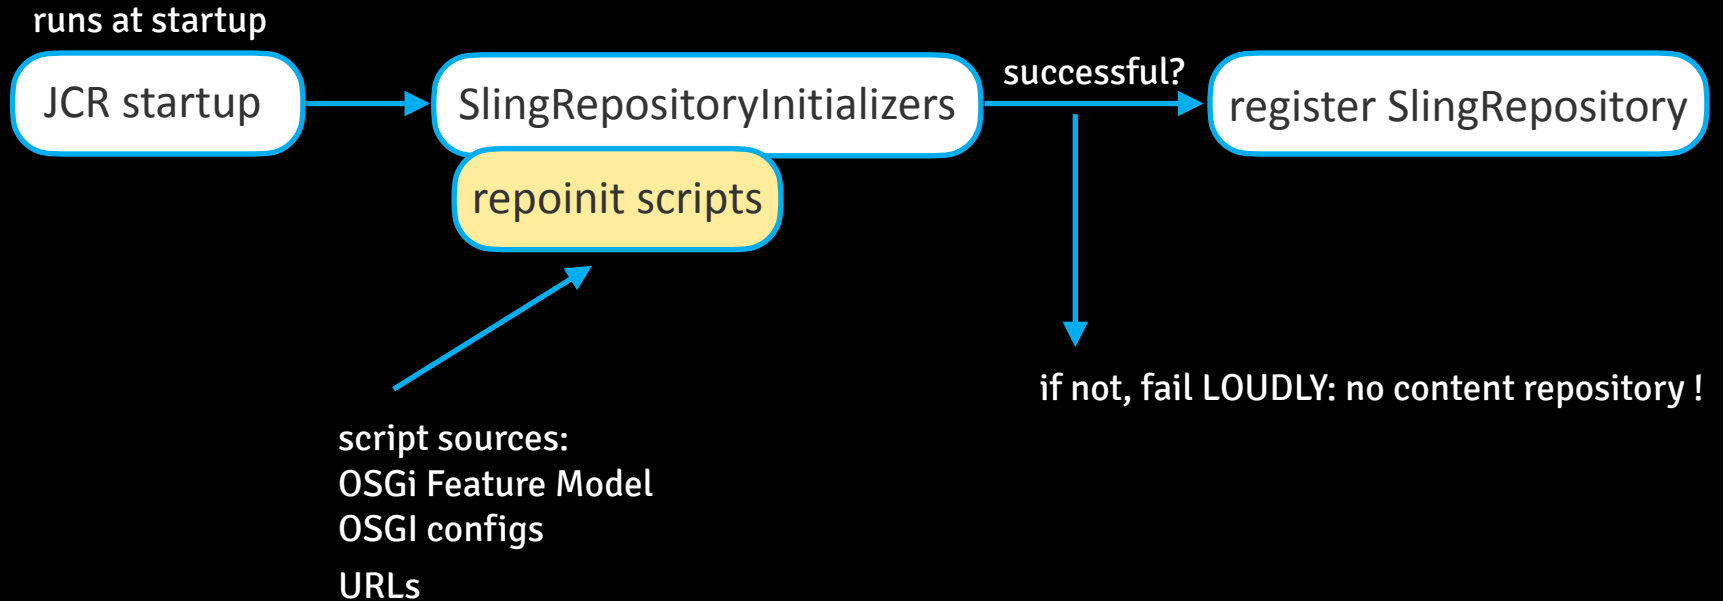 runs at startup
JCR startup
SlingRepositoryInitializers
successful?
register SlingRepository
repoinit scripts
if not, fail LOUDLY: no content repository !
script sources:
OSGi Feature Model
OSGI configs
URLs